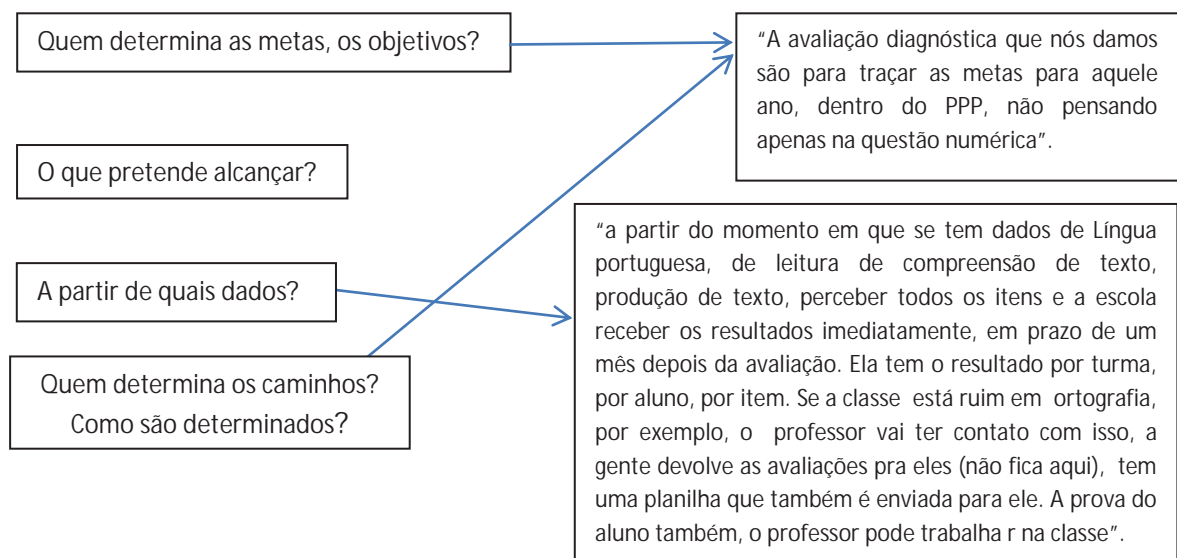 Quem determina as metas, os objetivos?
O que pretende alcançar?
A partir de quais dados?
Quem determina os caminhos?
Como são determinados?
"A avaliação diagnóstica que nós damos
são para traçar as metas para aquele
ano, dentro do PPP, não pensando
apenas na questão numérica".
"a partir do momento em que se tem dados de Língua
portuguesa, de leitura de compreensão de texto,
produção de texto, perceber todos os itens e a escola
receber os resultados imediatamente, em prazo de um
mês depois da avaliação. Ela tem o resultado por turma,
por aluno, por item. Se a classe está ruim em ortografia,
por exemplo, o professor vai ter contato com isso, a
gente devolve as avaliações pra eles (não fica aqui), tem
uma planilha que também é enviada para ele. A prova do
aluno também, o professor pode trabalha r na classe".